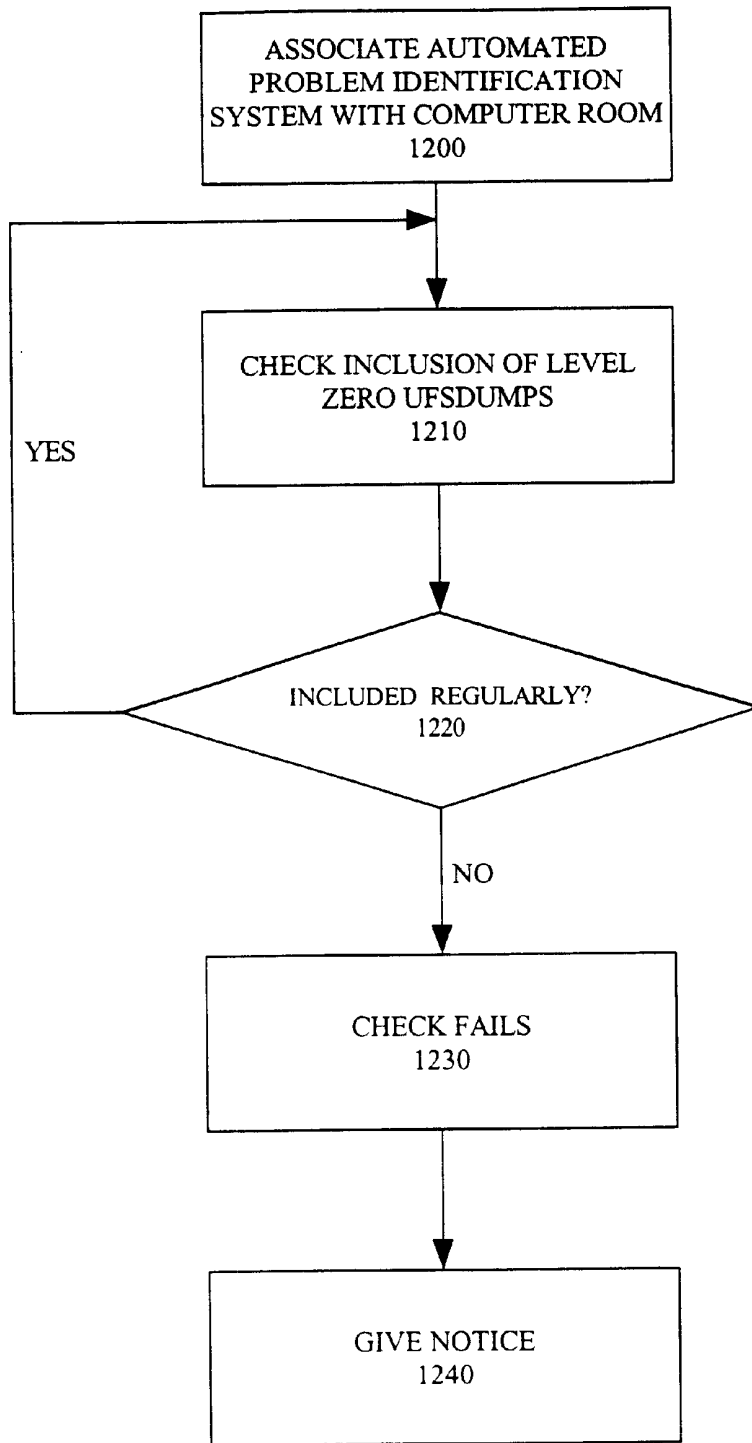 ASSOCIATE AUTOMATED
PROBLEM IDENTIFICATION
SYSTEM WITH COMPUTER ROOM
1200
CHECK INCLUSION OF LEVEL
ZERO UFSDUMPS
1210
YES
INCLUDED REGULARLY?
1220
NO
CHECK FAILS
1230
GIVE NOTICE
1240